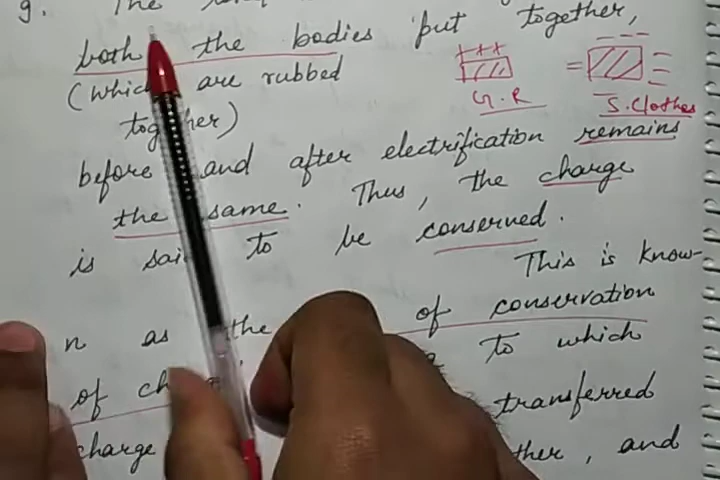 9. The
both the bodies put together,
(which are rubbed
together)
+++
G.R
=
S.Clothes
before and after electrification remains
the same. Thus, the charge
is said to be conserved.
This is know-
n as the of conservation
of to which
transferred
charge ther, and